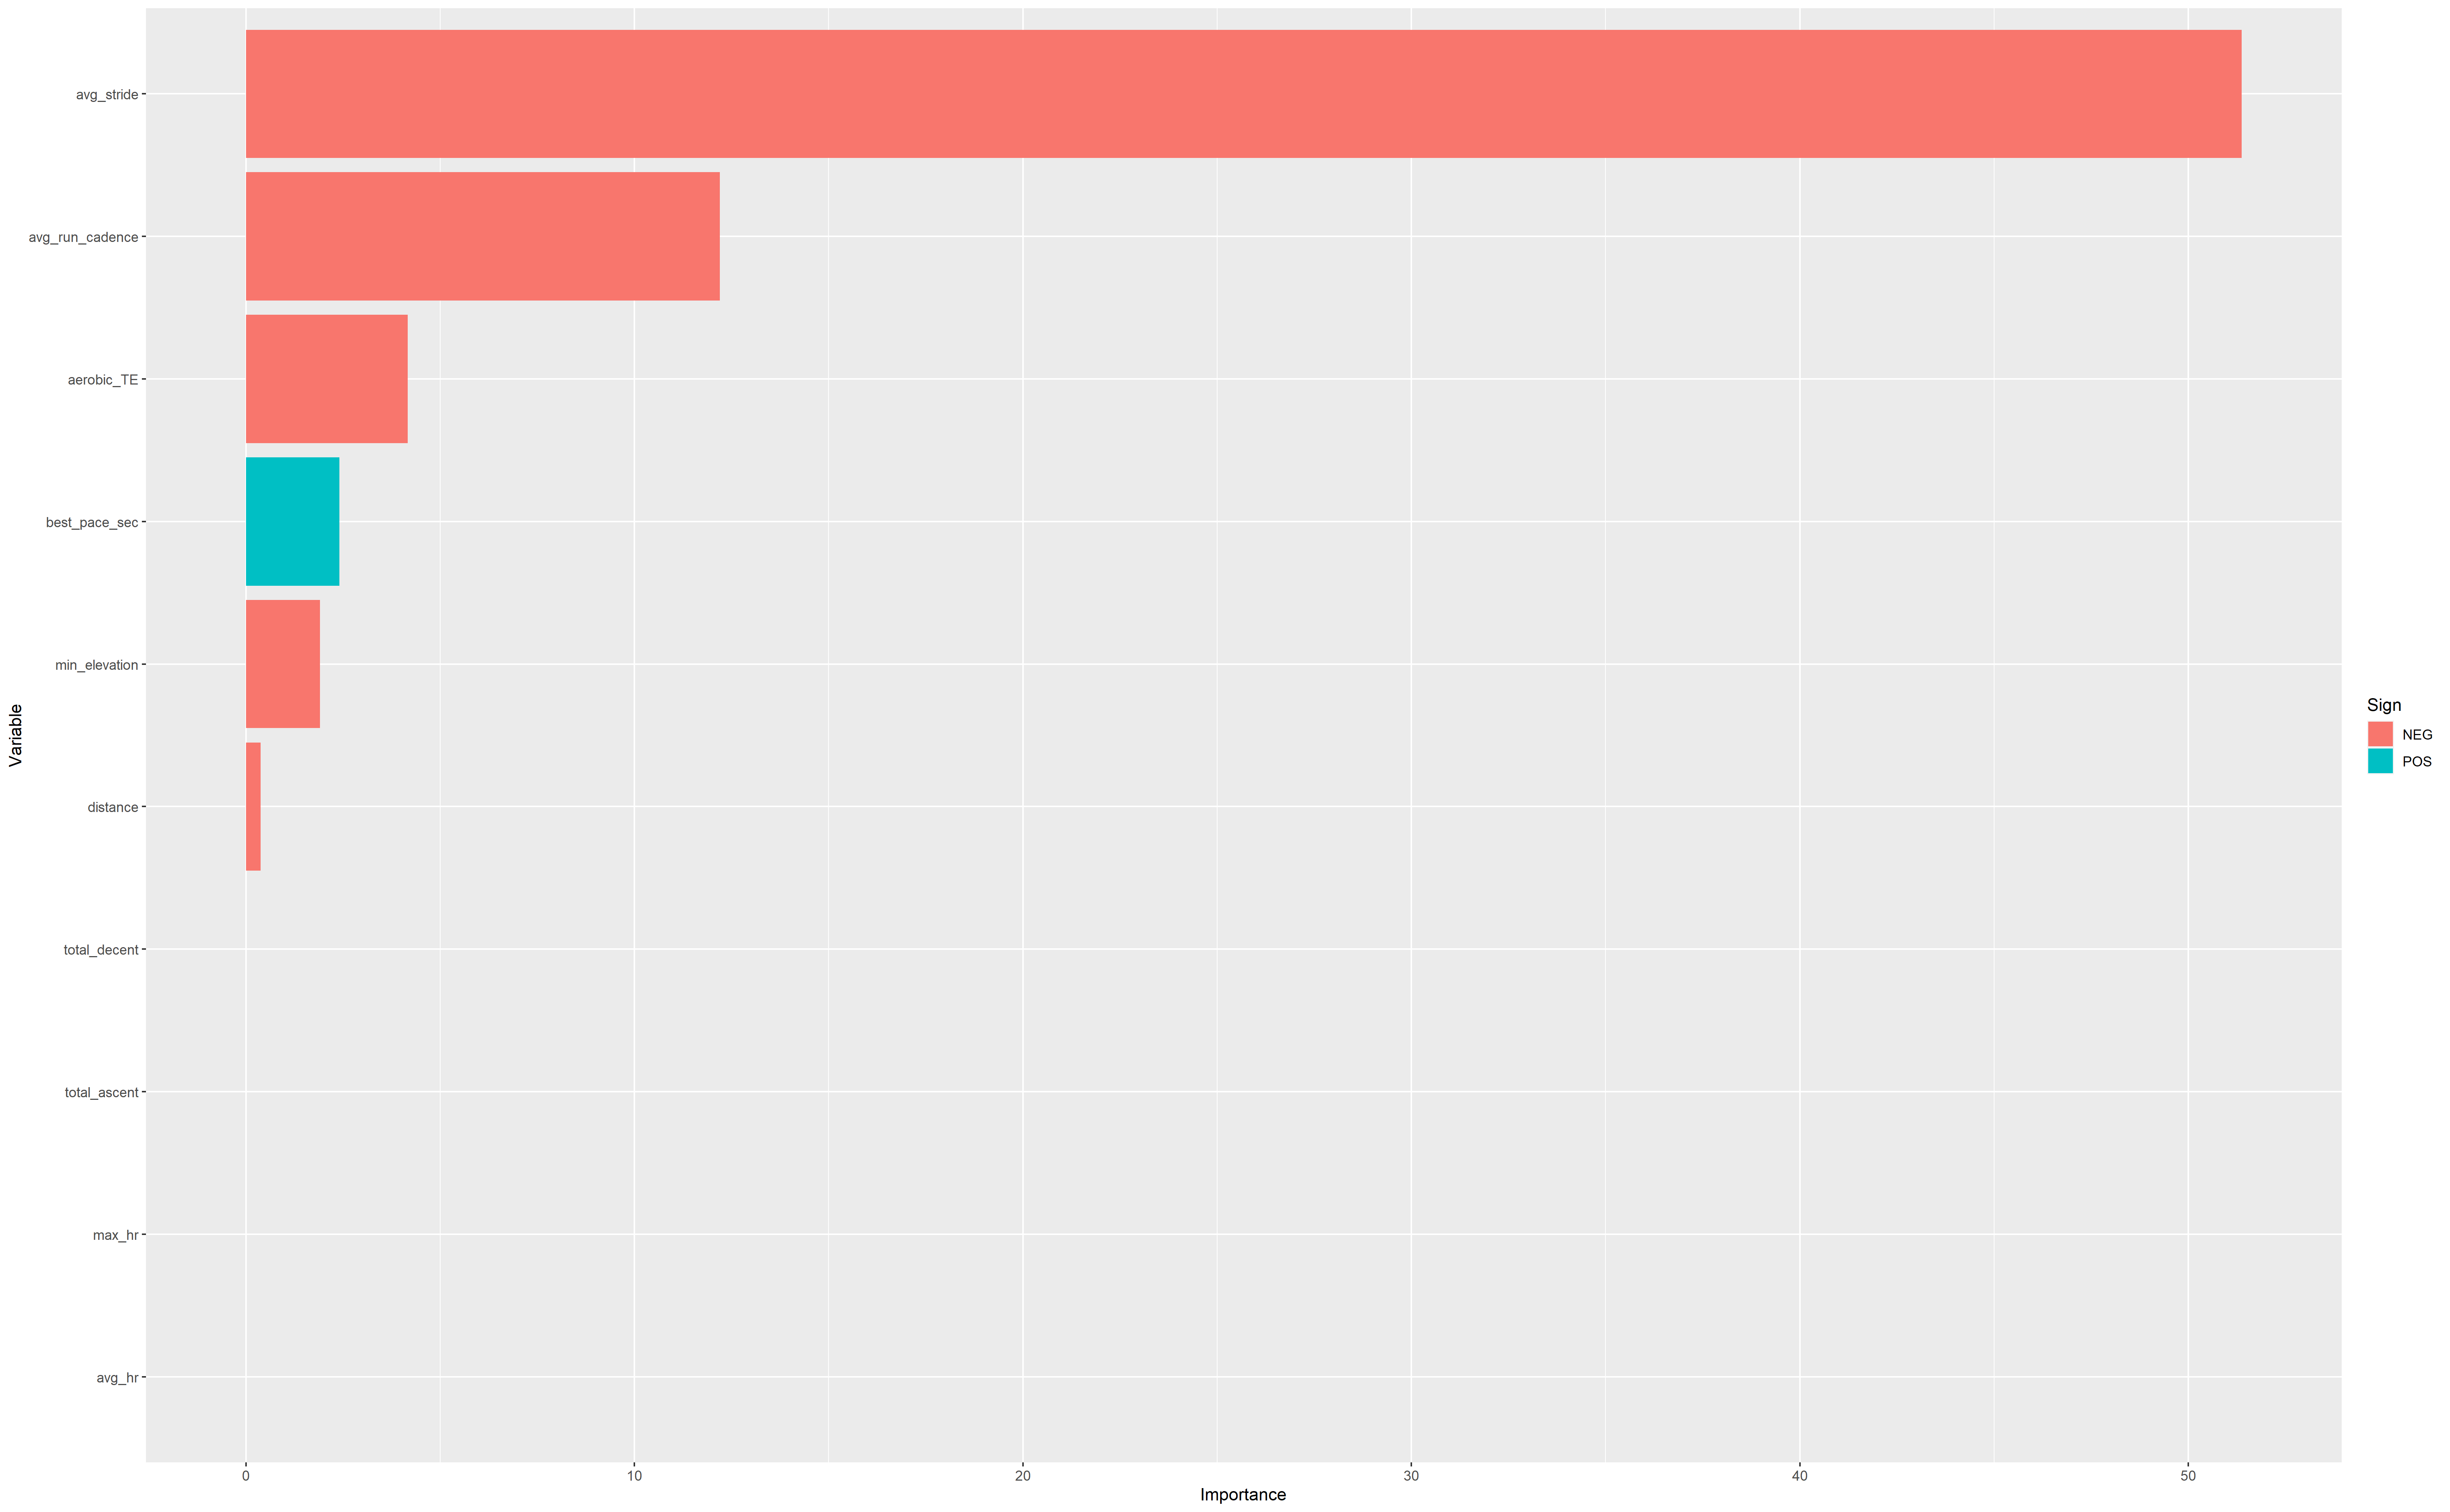 avg_stride
avg_run_cadence
aerobic_TE
best_pace_sec
min_elevation
distance
total_decent
total_ascent
max_hr
avg_hr
Variable
0 10 20 30 40 50
Importance
Sign
NEG
POS